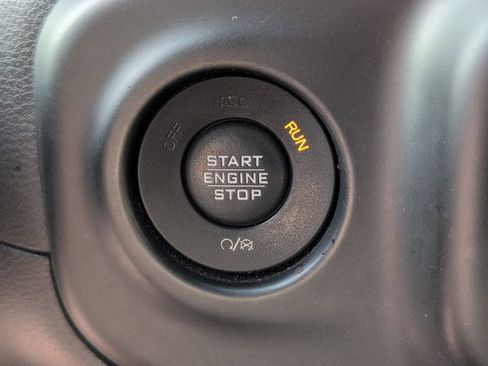 OFF
ACC
RUN
START
ENGINE
STOP